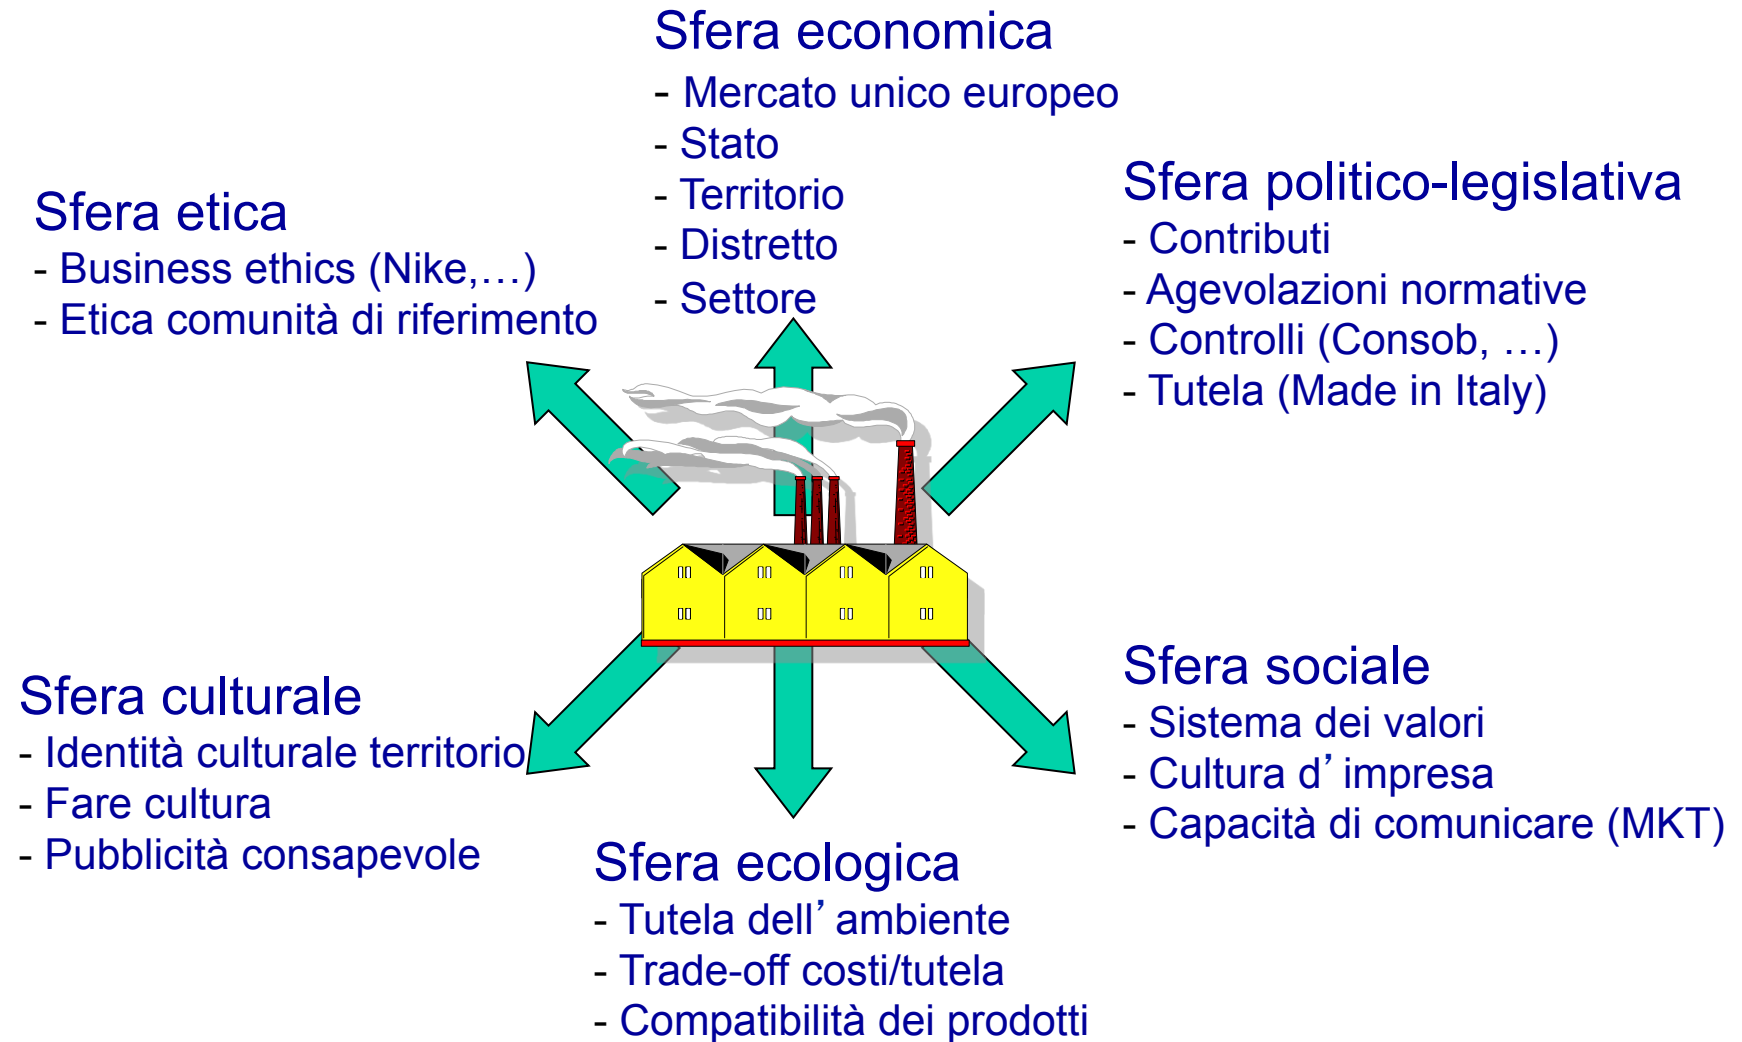 Sfera economica
- Mercato unico europeo
- Stato
- Territorio
- Distretto
- Settore
Sfera etica
- Business ethics (Nike,…)
- Etica comunità di riferimento
Sfera politico-legislativa
- Contributi
- Agevolazioni normative
- Controlli (Consob, …)
- Tutela (Made in Italy)
Sfera culturale
- Identità culturale territorio
- Fare cultura
- Pubblicità consapevole
Sfera sociale
- Sistema dei valori
- Cultura d’impresa
- Capacità di comunicare (MKT)
Sfera ecologica
- Tutela dell’ambiente
- Trade-off costi/tutela
- Compatibilità dei prodotti